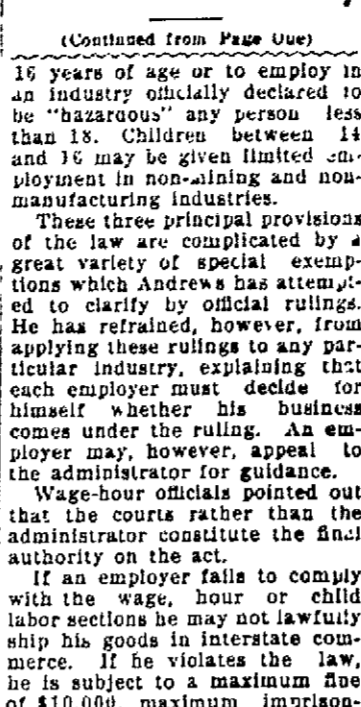 (Continued from Page One)
16 years of age or to employ in
an industry officially declared to
be "hazardous" any person less
than 18. Children between 14
and 16 may be given limited em-
ployment in non-mining and non-
manufacturing industries.
These three principal provisions
of the law are complicated by a
great variety of special exemp-
tions which Andrews has attempt-
ed to clarify by official rulings.
He has refrained, however, from
applying these rulings to any par-
ticular industry, explaining that
each employer must decide for
himself whether his business
comes under the ruling. An em-
ployer may, however, appeal to
the administrator for guidance.
Wage-hour officials pointed out
that the courts rather than the
administrator constitute the final
authority on the act.
If an employer fails to comply
with the wage, hour or child
labor sections he may not lawfully
ship his goods in interstate com-
merce. If he violates the law,
he is subject to a maximum fine
of $10,000, maximum imprison-